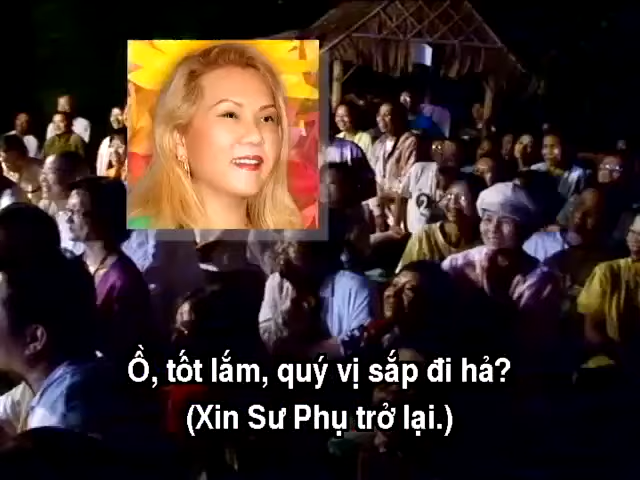 Ồ, tốt lắm, quý vị sắp đi hả?
(Xin Sư Phụ trở lại.)